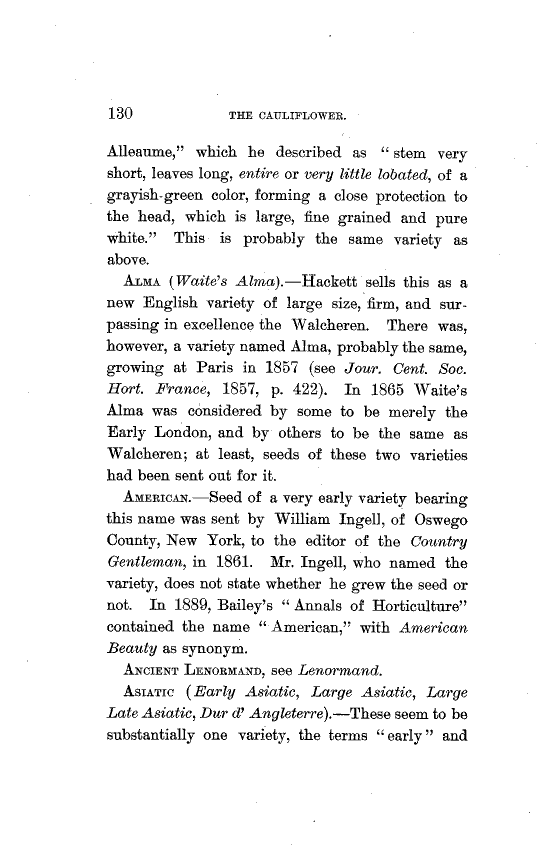 130 THE CAULIFLOWER.
Alleaume," which he described as "stem very
short, leaves long, entire or very little lobated, of a
grayish-green color, forming a close protection to
the head, which is large, fine grained and pure
white." This is probably the same variety as
above.
ALMA (Waite's Alma).—Hackett sells this as a
new English variety of large size, firm, and sur-
passing in excellence the Walcheren. There was,
however, a variety named Alma, probably the same,
growing at Paris in 1857 (see Jour. Cent. Soc.
Hort. France, 1857, p. 422). In 1865 Waite's
Alma was considered by some to be merely the
Early London, and by others to be the same as
Walcheren; at least, seeds of these two varieties
had been sent out for it.
AMERICAN.—Seed of a very early variety bearing
this name was sent by William Ingell, of Oswego
County, New York, to the editor of the Country
Gentleman, in 1861. Mr. Ingell, who named the
variety, does not state whether he grew the seed or
not. In 1889, Bailey's "Annals of Horticulture"
contained the name "American," with American
Beauty as synonym.
ANCIENT LENORMAND, see Lenormand.
ASIATIC (Early Asiatic, Large Asiatic, Large
Late Asiatic, Dur d' Angleterre).—These seem to be
substantially one variety, the terms "early" and